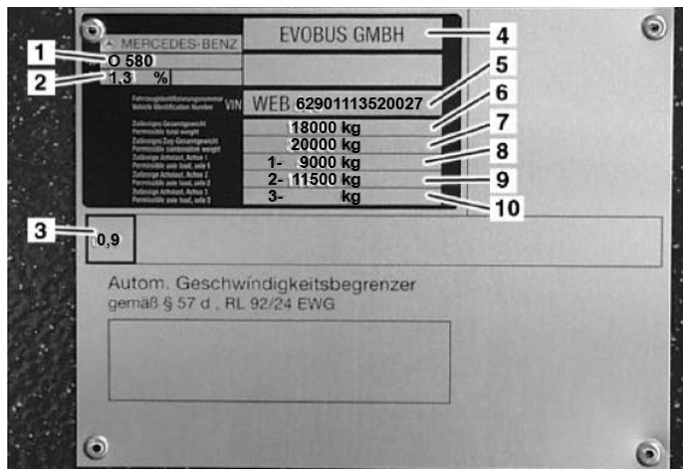 MERCEDES-BENZ
EVOBUS GMBH
4
1
O 580
2
1,3 %
5
Fahrzeugidentifizierungsnummer
Vehicle Identification Number
VIN
WEB 62901113520027
6
Zulässiges Gesamtgewicht
Permissible total weight
18000 kg
7
Zulässiges Zug-Gesamtgewicht
Permissible combination weight
20000 kg
8
Zulässige Achslast, Achse 1
Permissible axle load, axle 1
1- 9000 kg
9
Zulässige Achslast, Achse 2
Permissible axle load, axle 2
2- 11500 kg
10
Zulässige Achslast, Achse 3
Permissible axle load, axle 3
3- kg
3
0,9
Autom. Geschwindigkeitsbegrenzer
gemäß § 57 d , RL 92/24 EWG